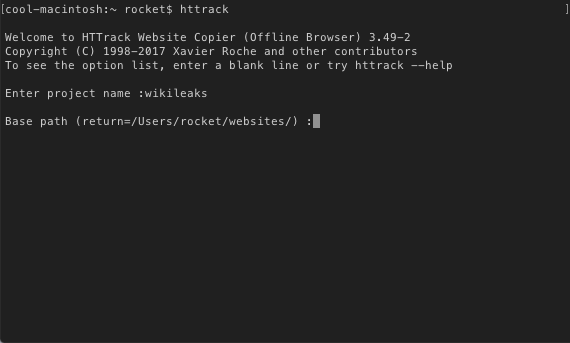 [cool-macintosh:~ rocket$ httrack ]
Welcome to HTTrack Website Copier (Offline Browser) 3.49-2
Copyright (C) 1998-2017 Xavier Roche and other contributors
To see the option list, enter a blank line or try httrack --help
Enter project name :wikileaks
Base path (return=/Users/rocket/websites/) :